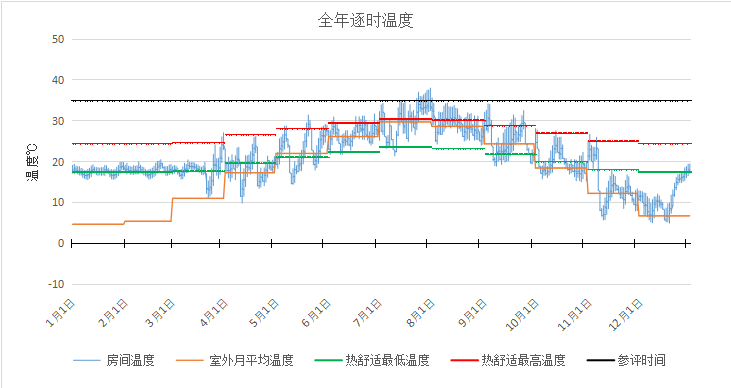 全年逐时温度
温度℃
50
40
30
20
10
0
-10
1月1日
2月1日
3月1日
4月1日
5月1日
6月1日
7月1日
8月1日
9月1日
10月1日
11月1日
12月1日
房间温度
室外月平均温度
热舒适最低温度
热舒适最高温度
参评时间